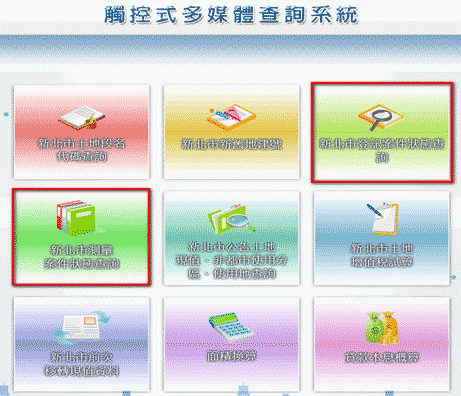 觸控式多媒體查詢系統
新北市土地段名
代碼查詢
新北市新舊地建號
新北市登記案件狀態查
詢
新北市測量
案件狀態查詢
新北市公告土地
現值、非都市使用分
區、使用地查詢
新北市土地
增值稅試算
新北市前次
移轉現值資料
面積換算
貸款本息概算